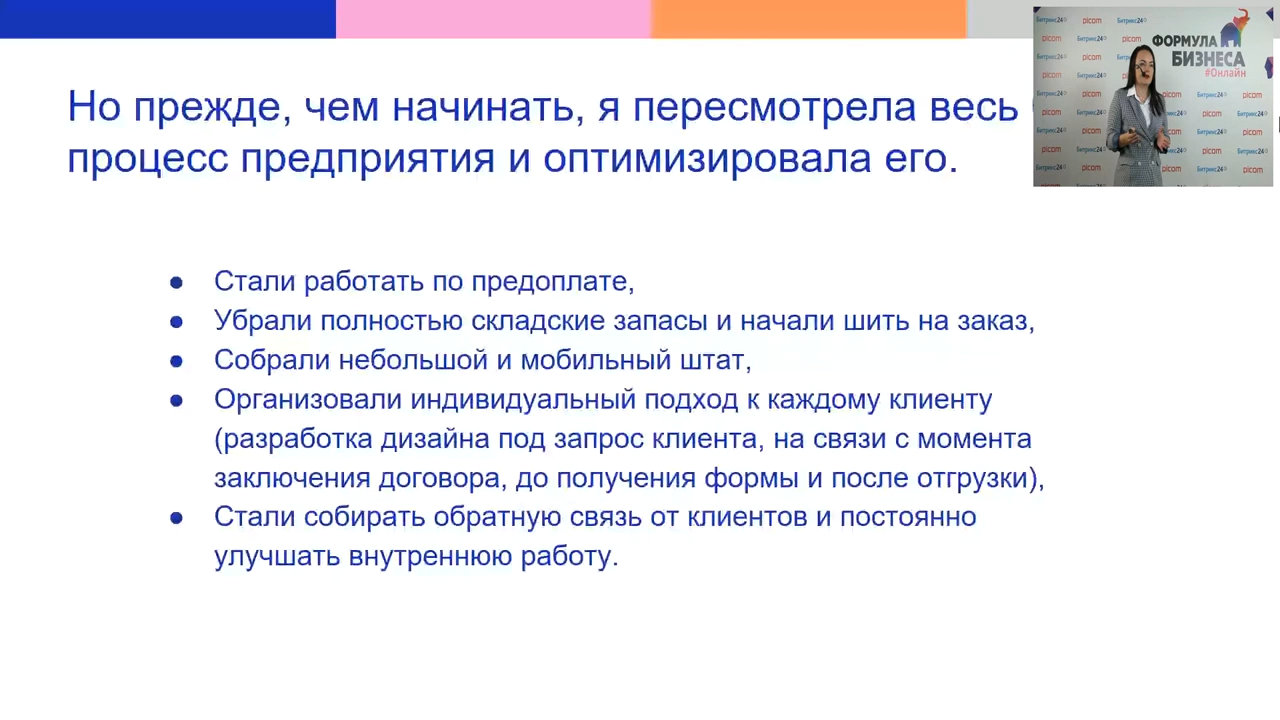 Но прежде, чем начинать, я пересмотрела весь
процесс предприятия и оптимизировала его.
ФОРМУЛА
БИЗНЕСА
#Онлайн
Битрикс24
picom
Битрикс24
● Стали работать по предоплате,
● Убрали полностью складские запасы и начали шить на заказ,
● Собрали небольшой и мобильный штат,
● Организовали индивидуальный подход к каждому клиенту
(разработка дизайна под запрос клиента, на связи с момента
заключения договора, до получения формы и после отгрузки),
● Стали собирать обратную связь от клиентов и постоянно
улучшать внутреннюю работу.